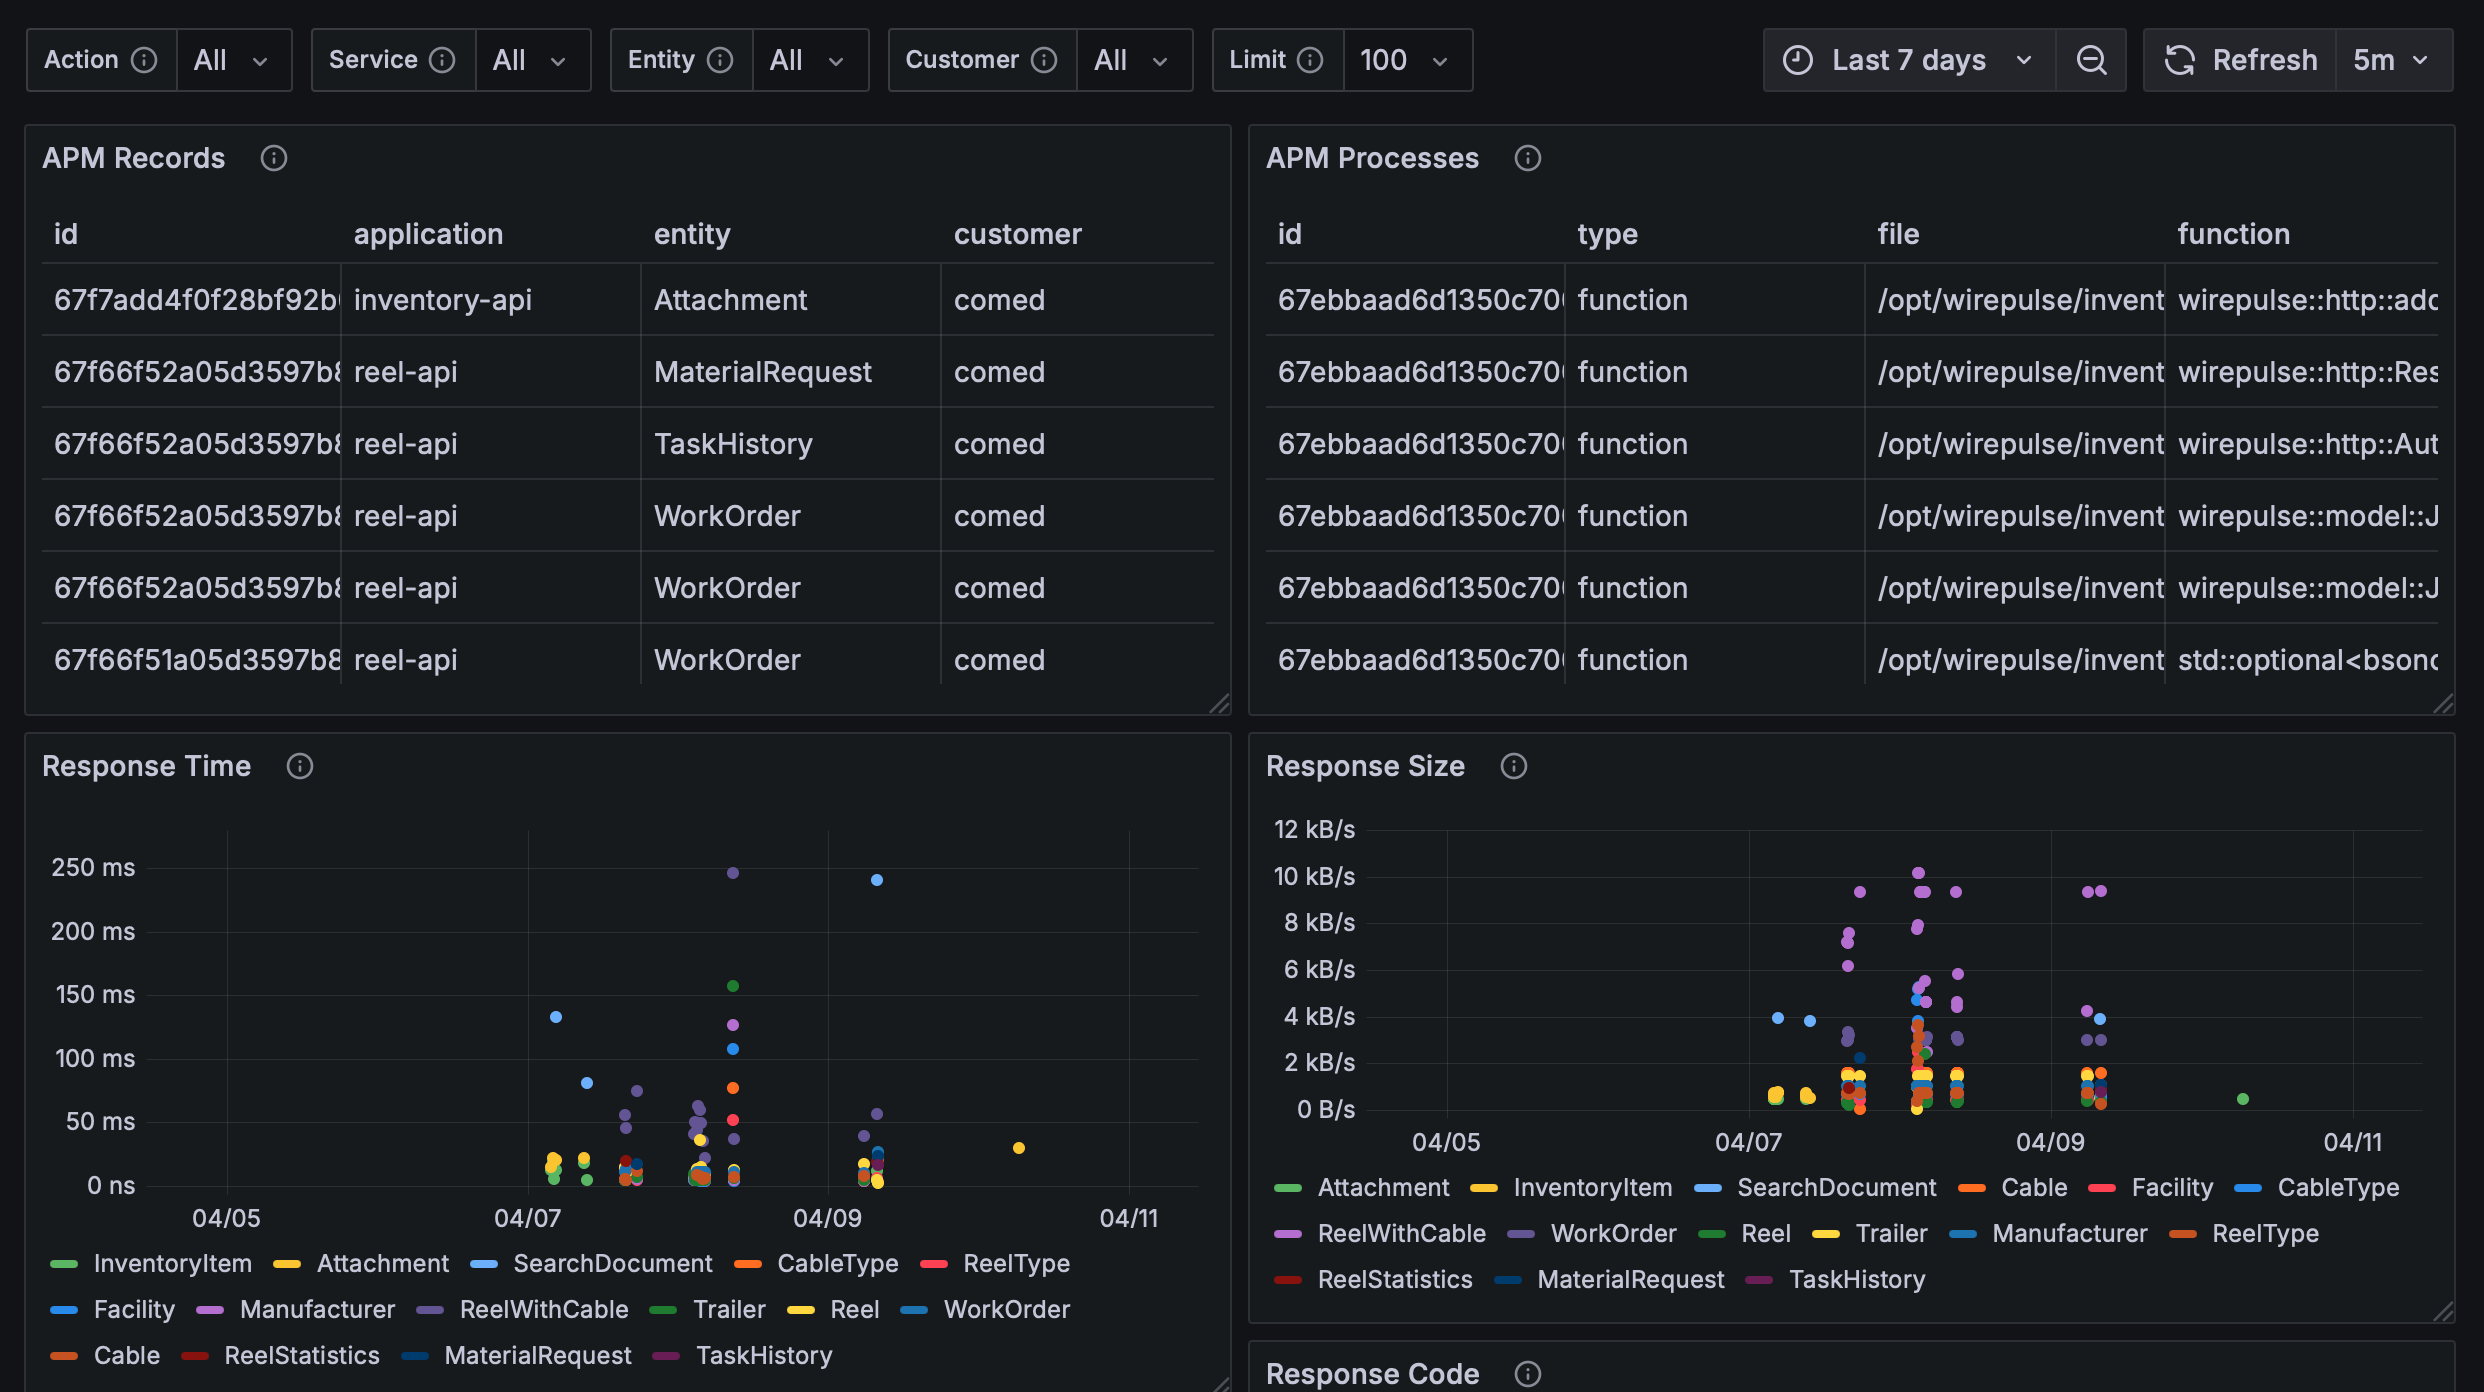 Action All Service All Entity All Customer All Limit 100 Last 7 days Refresh 5m
APM Records
id application entity customer
67f7add4f0f28bf92b inventory-api Attachment comed
67f66f52a05d3597b8 reel-api MaterialRequest comed
67f66f52a05d3597b8 reel-api TaskHistory comed
67f66f52a05d3597b8 reel-api WorkOrder comed
67f66f52a05d3597b8 reel-api WorkOrder comed
67f66f51a05d3597b8 reel-api WorkOrder comed
APM Processes
id type file function
67ebbaad6d1350c70 function /opt/wirepulse/invent wirepulse::http::add
67ebbaad6d1350c70 function /opt/wirepulse/invent wirepulse::http::Res
67ebbaad6d1350c70 function /opt/wirepulse/invent wirepulse::http::Aut
67ebbaad6d1350c70 function /opt/wirepulse/invent wirepulse::model::J
67ebbaad6d1350c70 function /opt/wirepulse/invent wirepulse::model::J
67ebbaad6d1350c70 function /opt/wirepulse/invent std::optional<bsonc
Response Time
250 ms
200 ms
150 ms
100 ms
50 ms
0 ns
04/05 04/07 04/09 04/11
InventoryItem Attachment SearchDocument CableType ReelType
Facility Manufacturer ReelWithCable Trailer Reel WorkOrder
Cable ReelStatistics MaterialRequest TaskHistory
Response Size
12 kB/s
10 kB/s
8 kB/s
6 kB/s
4 kB/s
2 kB/s
0 B/s
04/05 04/07 04/09 04/11
Attachment InventoryItem SearchDocument Cable Facility CableType
ReelWithCable WorkOrder Reel Trailer Manufacturer ReelType
ReelStatistics MaterialRequest TaskHistory
Response Code